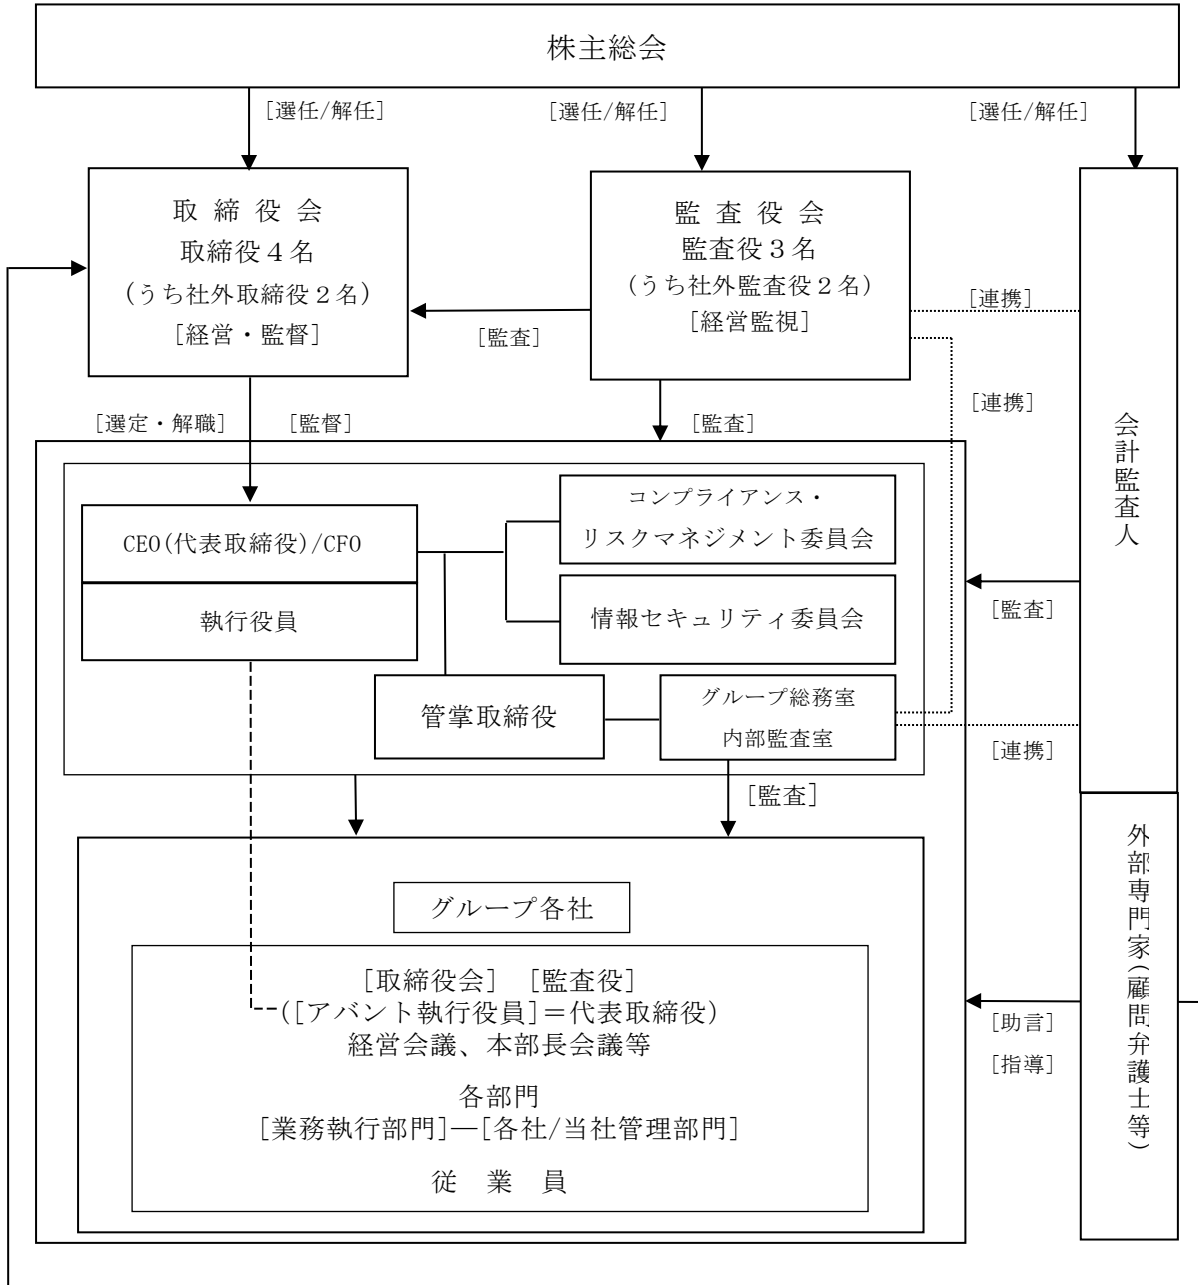 株主総会
[選任/解任]
[選任/解任]
[選任/解任]
取 締 役 会
取締役４名
(うち社外取締役２名)
[経営・監督]
監 査 役 会
監査役３名
(うち社外監査役２名)
[経営監視]
[監査]
[連携]
[連携]
会計監査人
[選定・解職]
[監督]
[監査]
CEO(代表取締役)/CFO
執行役員
コンプライアンス・
リスクマネジメント委員会
情報セキュリティ委員会
[監査]
管掌取締役
グループ総務室
内部監査室
[連携]
[監査]
グループ各社
[取締役会] [監査役]
([アバント執行役員]＝代表取締役)
経営会議、本部長会議等
各部門
[業務執行部門]―[各社/当社管理部門]
従 業 員
[助言]
[指導]
外部専門家(顧問弁護士等)